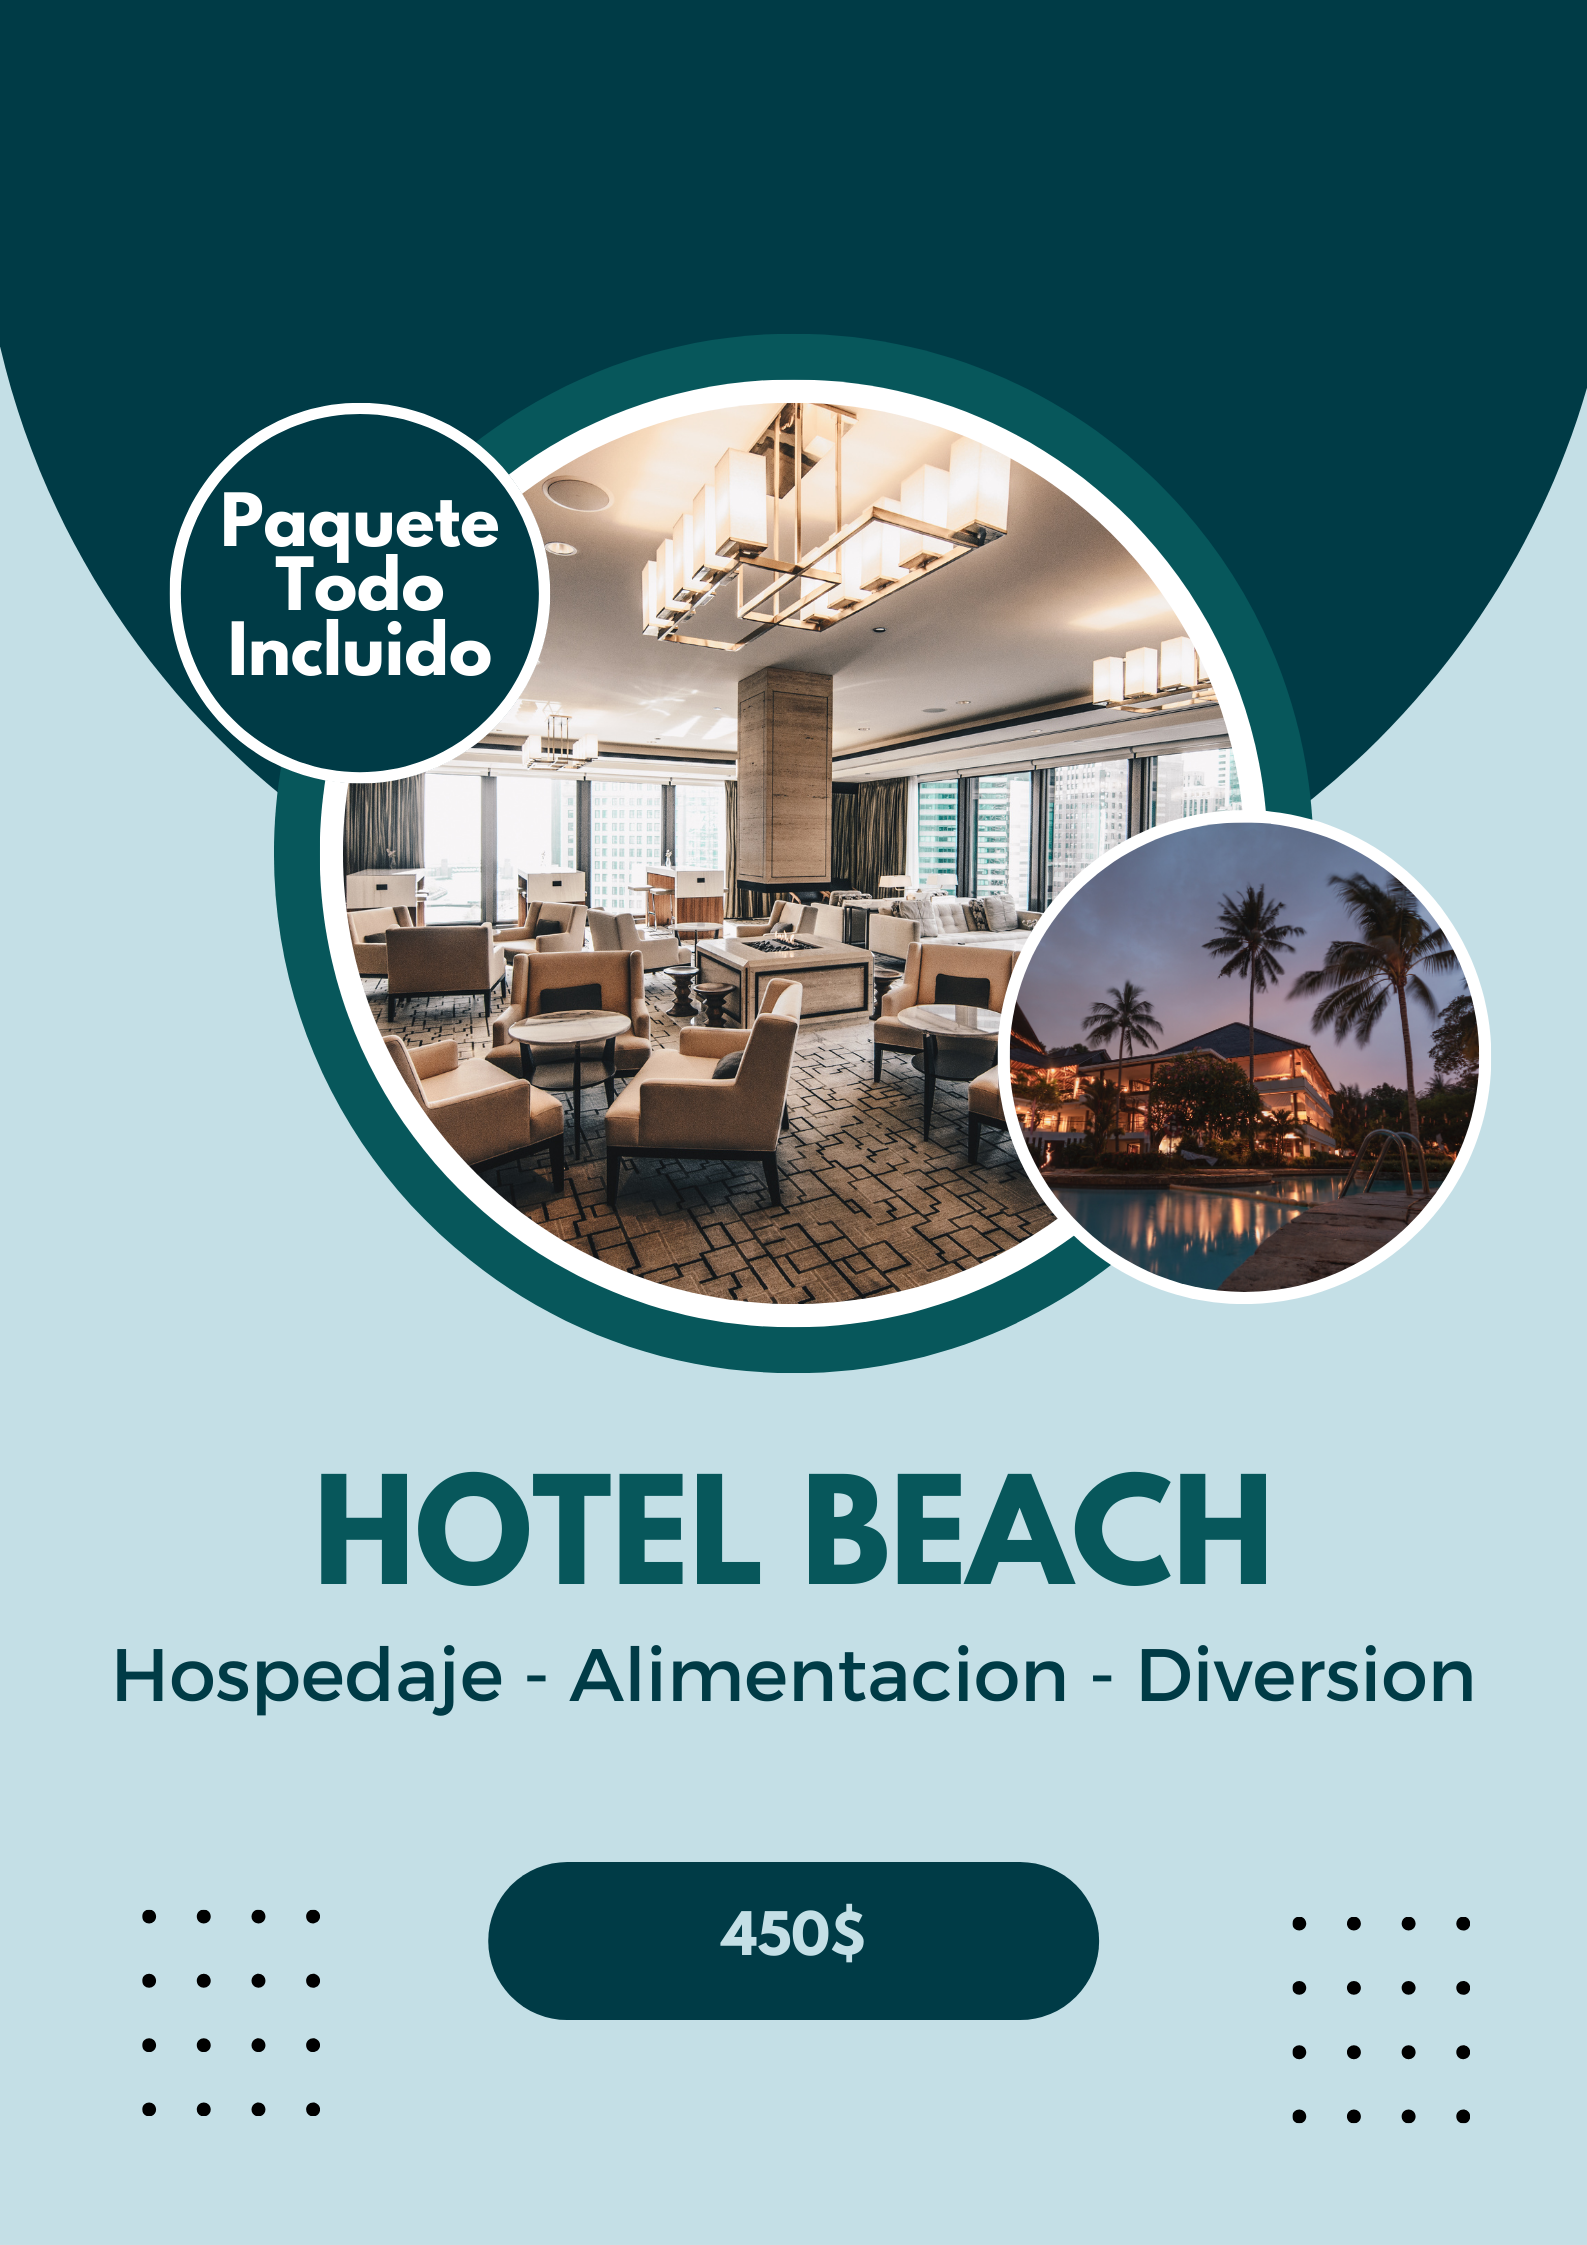 Paquete
Todo
Incluido
HOTEL BEACH
Hospedaje - Alimentacion - Diversion
450$